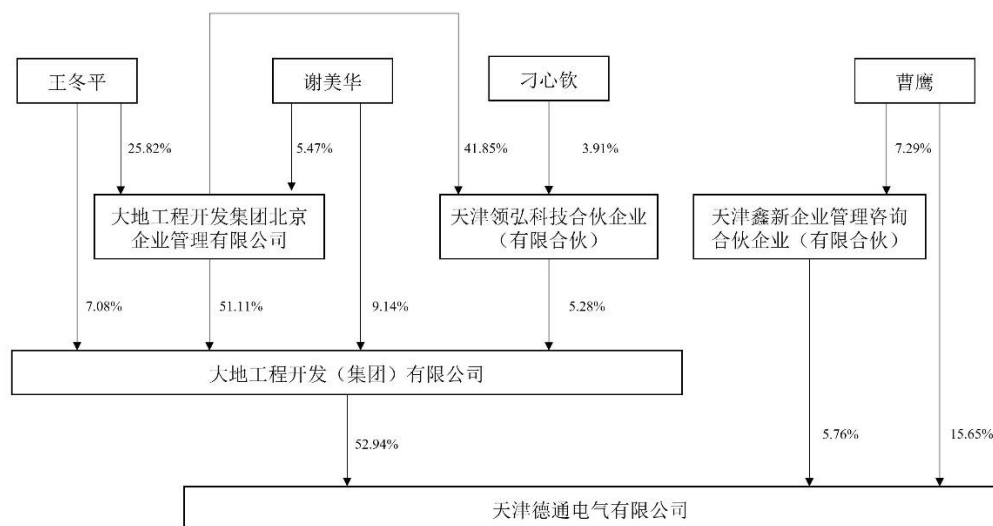 王冬平
谢美华
刁心钦
曹鹰
25.82%
5.47%
41.85%
3.91%
7.29%
大地工程开发集团北京
企业管理有限公司
天津领弘科技合伙企业
（有限合伙）
天津鑫新企业管理咨询
合伙企业（有限合伙）
7.08%
51.11%
9.14%
5.28%
大地工程开发（集团）有限公司
52.94%
5.76%
15.65%
天津德通电气有限公司